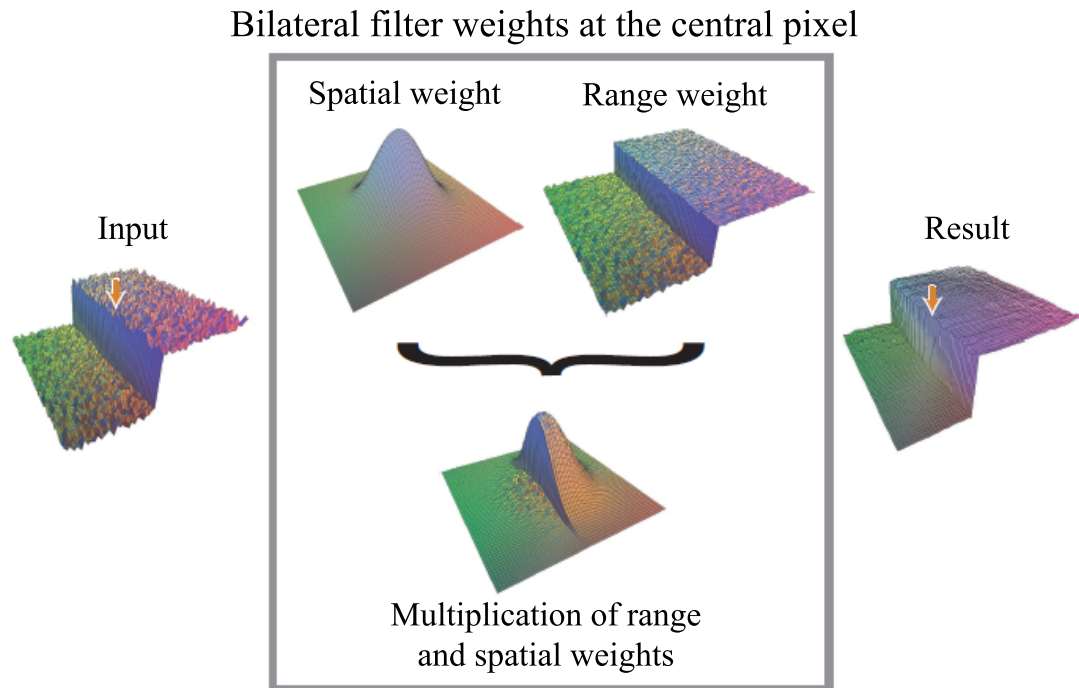 Bilateral filter weights at the central pixel
Spatial weight
Range weight
Input
Result
Multiplication of range
and spatial weights